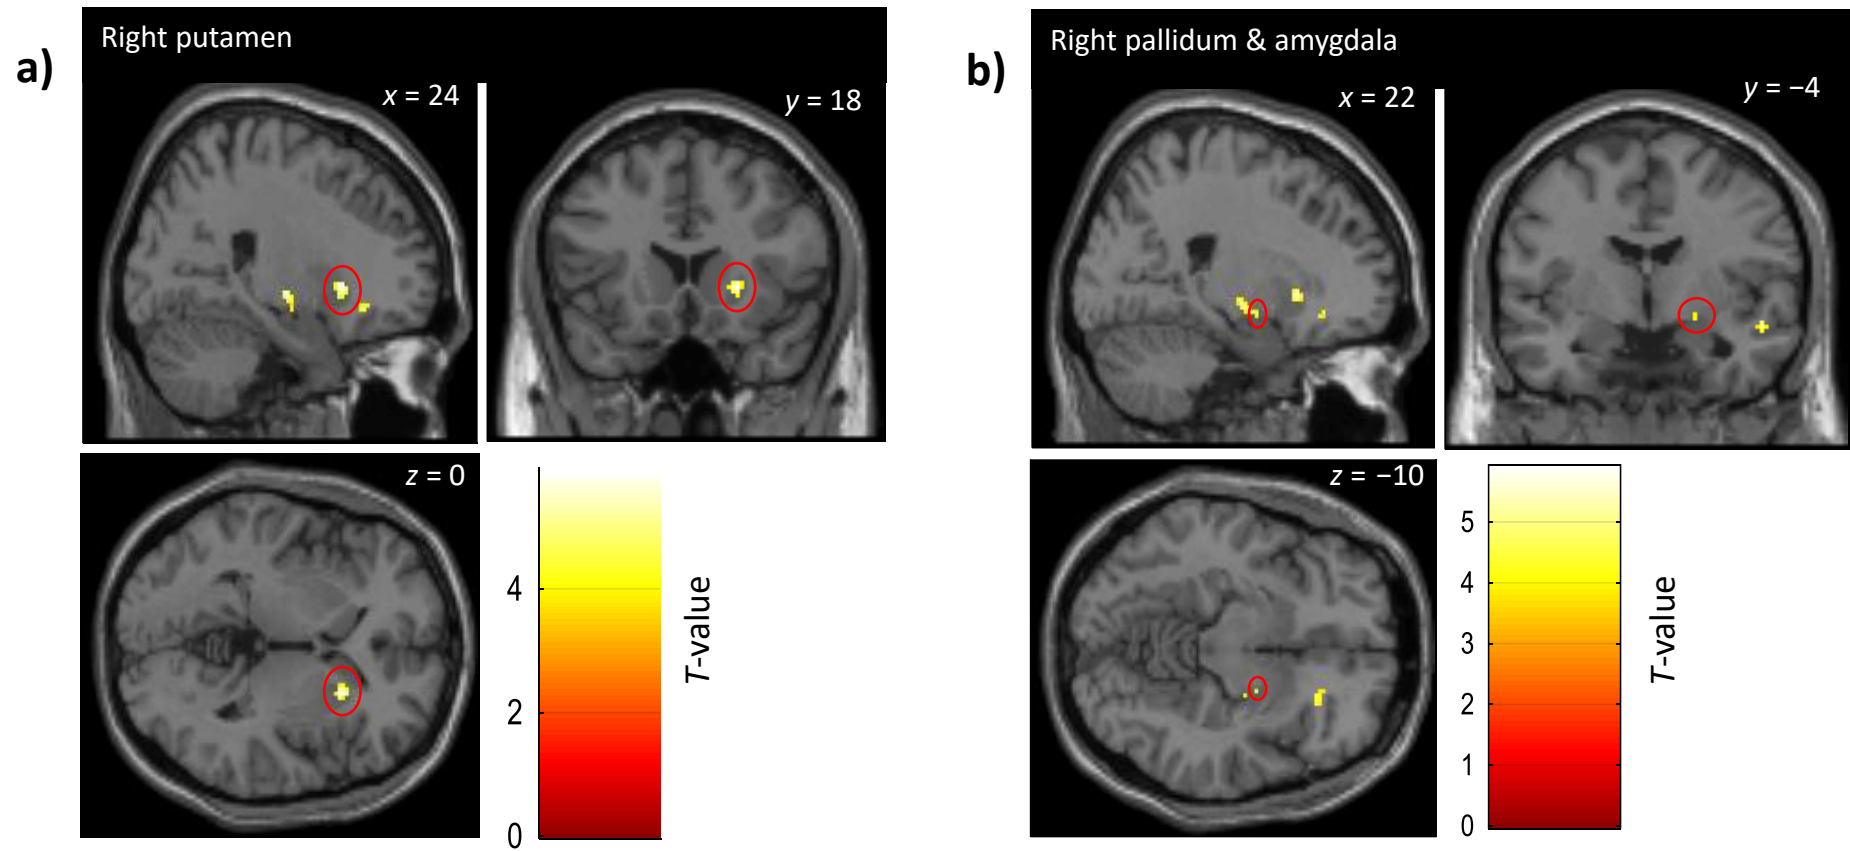 a)
Right putamen
x = 24
y = 18
z = 0
4
2
0
T-value
b)
Right pallidum & amygdala
x = 22
y = −4
z = −10
5
4
3
2
1
0
T-value